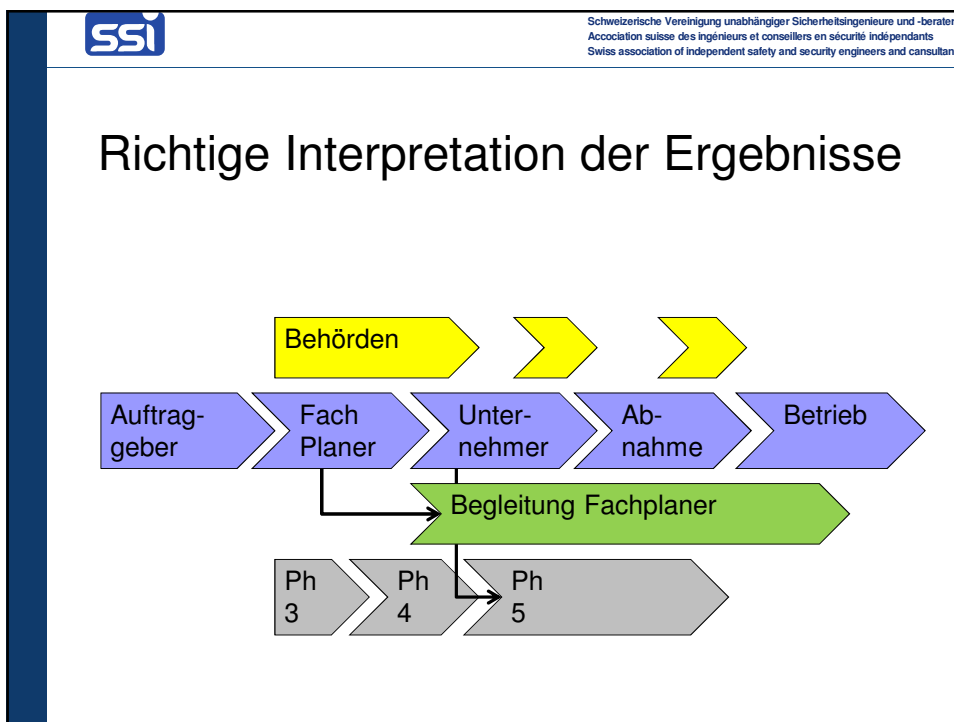 ssi
Schweizerische Vereinigung unabhängiger Sicherheitsingenieure und -berater
Accociation suisse des ingénieurs et conseillers en sécurité indépendants
Swiss association of independent safety and security engineers and cansultan
Richtige Interpretation der Ergebnisse
Behörden
Auftrag-
geber
Fach
Planer
Unter-
nehmer
Ab-
nahme
Betrieb
Begleitung Fachplaner
Ph
3
Ph
4
Ph
5